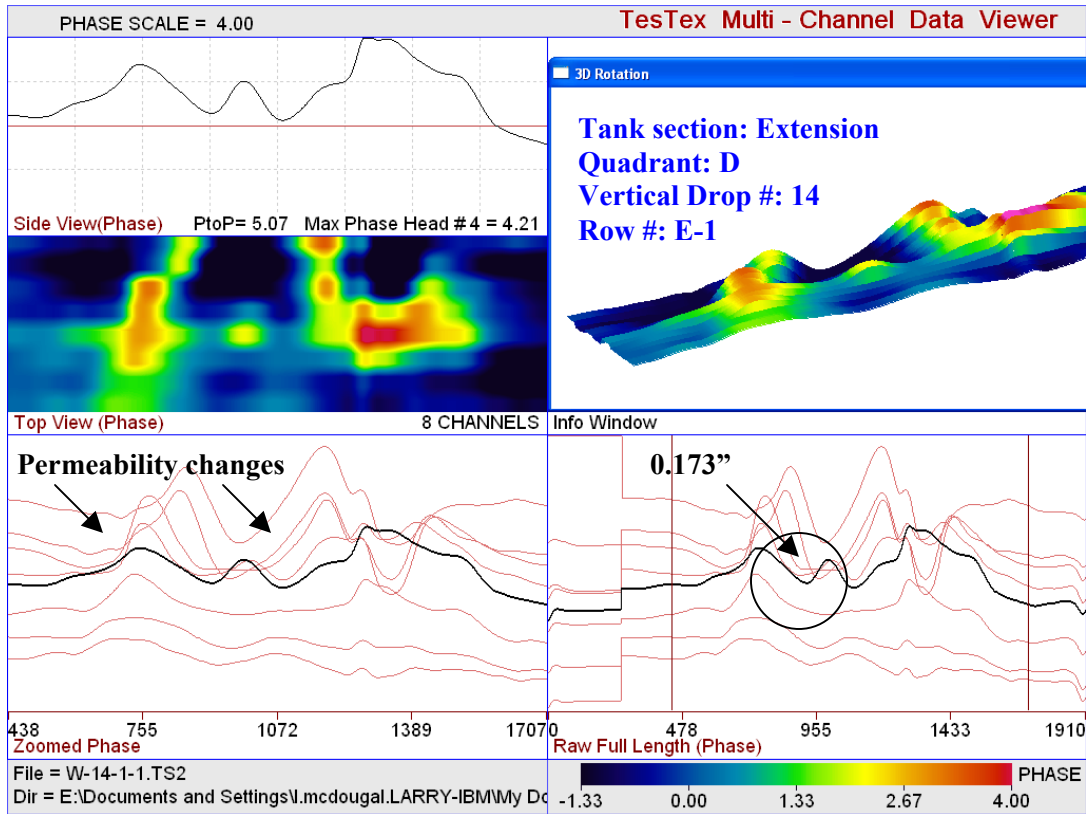 PHASE SCALE = 4.00
TesTex Multi - Channel Data Viewer
3D Rotation
Tank section: Extension
Quadrant: D
Vertical Drop #: 14
Row #: E-1
Side View(Phase) PtoP= 5.07 Max Phase Head #4 = 4.21
Top View (Phase) 8 CHANNELS
Info Window
Permeability changes
0.173”
438 755 1072 1389 1707
Zoomed Phase
0 478 955 1433 1910
Raw Full Length (Phase)
File = W-14-1-1.TS2
Dir = E:\Documents and Settings\l.mcdougal.LARRY-IBM\My Do
PHASE
-1.33 0.00 1.33 2.67 4.00